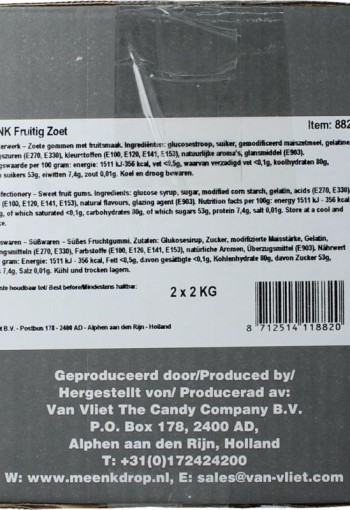 NK Fruitig Zoet
Item: 882
erwerk – Zoete gommen met fruitsmaak. Ingrediënten: glucosestroop, suiker, gemodificeerd maiszetmeel, gelatine
gszuren (E270, E330), kleurstoffen (E100, E120, E141, E153), natuurlijke aroma's, glansmiddel (E903).
gswaarde per 100 gram: energie: 1511 kJ-356 kcal, vet <0,5g, waarvan verzadigd vet <0,1g, koolhydraten 80g,
suikers 53g, eiwitten 7,4g, zout 0,01g. Koel en droog bewaren.
nfectionery – Sweet fruit gums. Ingredients: glucose syrup, sugar, modified corn starch, gelatin, acids (E270, E330)
(E100, E120, E141, E153), natural flavours, glazing agent (E903). Nutrition facts per 100g: energy 1511 kJ - 356
g, of which saturated <0,1g, carbohydrates 80g, of which sugars 53g, protein 7,4g, salt 0,01g. Store at a cool and
ke.
waren – Süßwaren – Süßes Fruchtgummi. Zutaten: Glukosesirup, Zucker, modifizierte Maisstärke, Gelatin,
ngsmitteln (E270, E330), Farbstoffe (E100, E120, E141, E153), natürliche Aromen, Überzugsmittel (E903). Nährwert
gram: Energie: 1511 kJ - 356 kcal, Fett <0,5g, davon gesättigte <0,1g, Kohlenhydrate 80g, davon Zucker 53g,
7,4g, Satz 0,01g. Kühl und trocken lagern.
ste houdbaar tot/ Best before/Mindestens haltbar:
2 x 2 KG
t B.V. - Postbus 178 - 2400 AD - Alphen aan den Rijn - Holland
8 712514 118820
Geproduceerd door/Produced by/
Hergestellt von/ Producerad av:
Van Vliet The Candy Company B.V.
P.O. Box 178, 2400 AD,
Alphen aan den Rijn, Holland
T: +31(0)172424200
W: www.meenkdrop.nl, E: sales@van-vliet.com